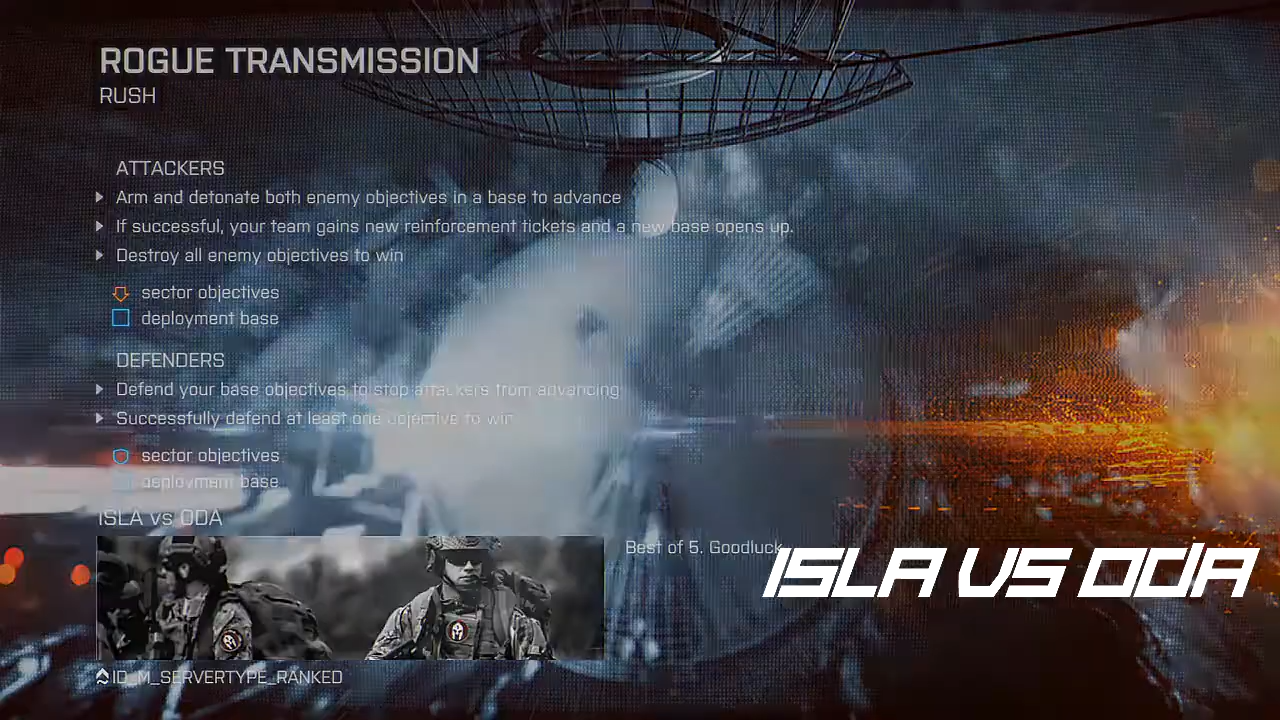 ROGUE TRANSMISSION
RUSH
ATTACKERS
Arm and detonate both enemy objectives in a base to advance
If successful, your team gains new reinforcement tickets and a new base opens up.
Destroy all enemy objectives to win
sector objectives
deployment base
DEFENDERS
Defend your base objectives to stop attackers from advancing
Successfully defend at least one objective to win
sector objectives
deployment base
ISLA vs ODA
Best of 5. Goodluck
ISLA VS ODA
ID_M_SERVERTYPE_RANKED